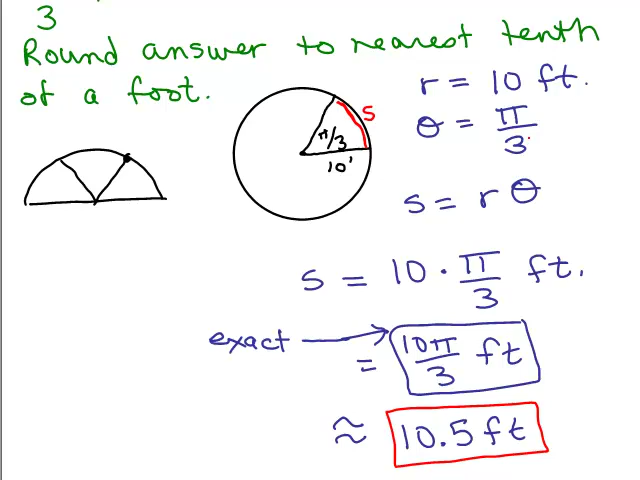 3
Round answer to nearest tenth
of a foot.
r = 10 ft.
s
θ = π/3
π/3
10'
s = r θ
s = 10 · π/3 ft.
exact
= 10π/3 ft
≈ 10.5 ft